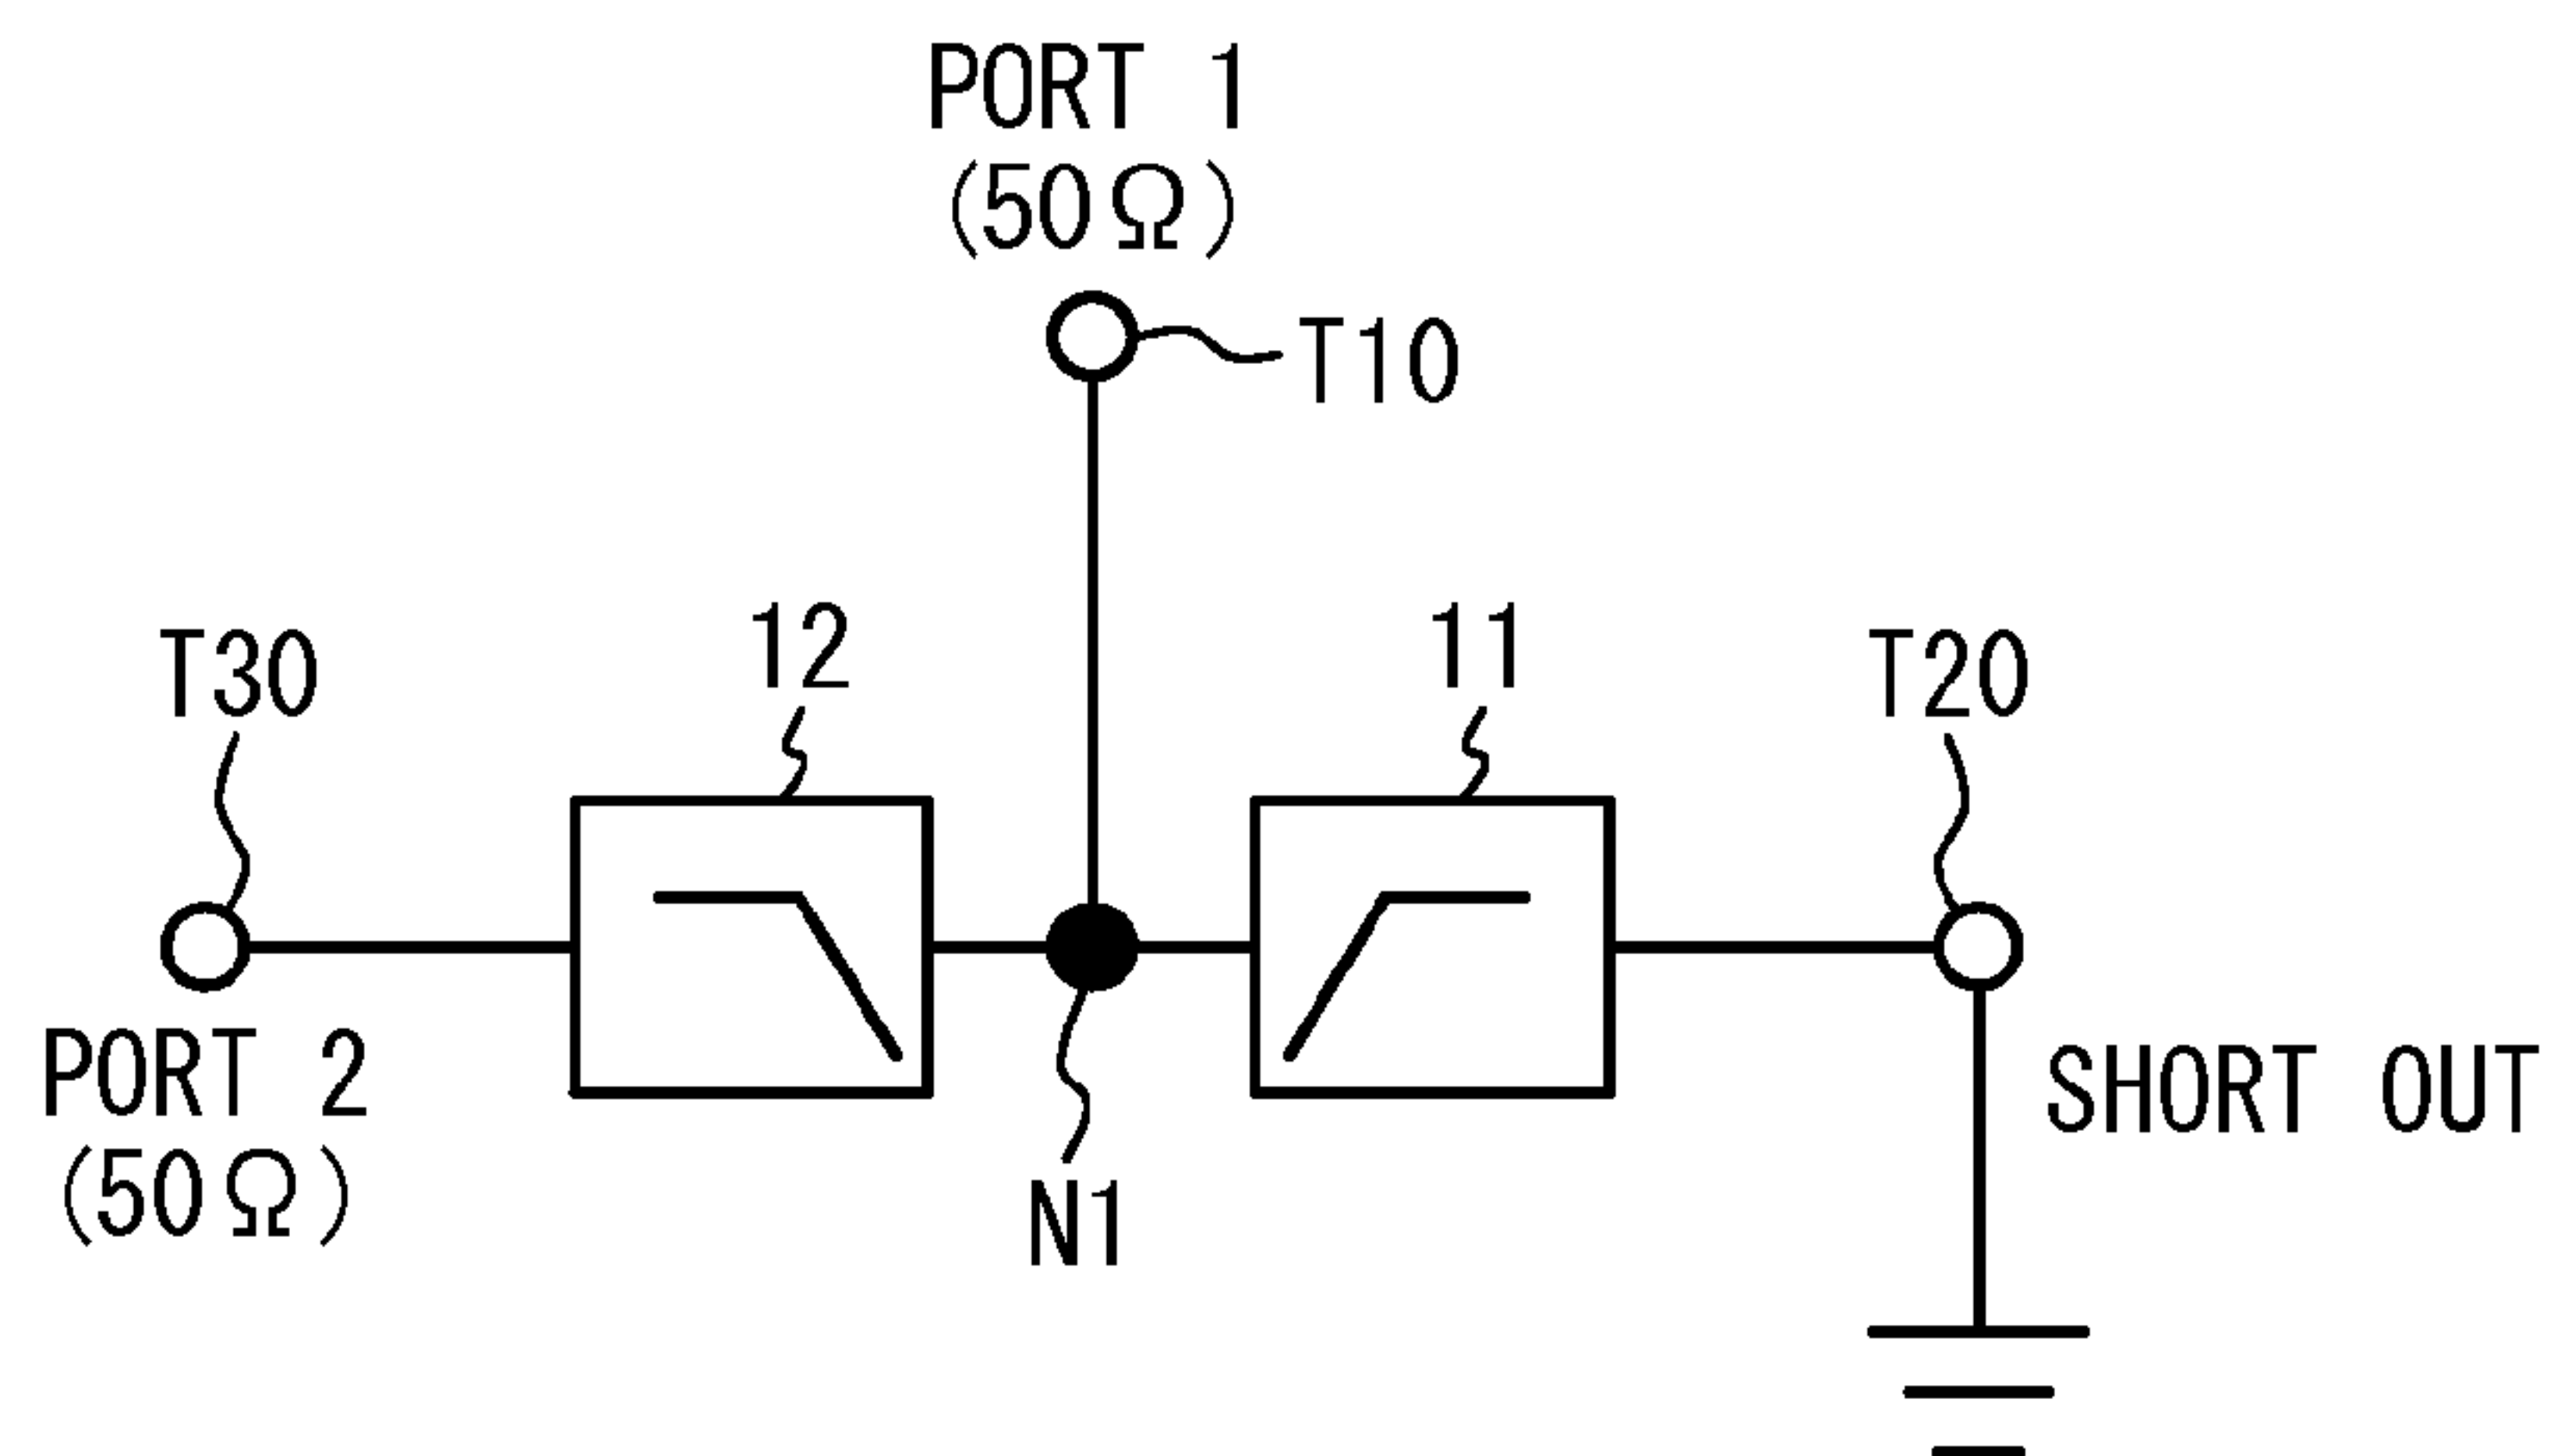 PORT 1
(50Ω)
T10
T30
12
11
T20
PORT 2
(50Ω)
N1
SHORT OUT